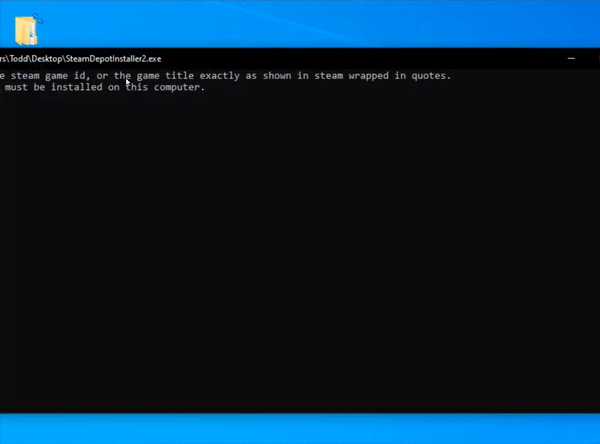 rs\Todd\Desktop\SteamDepotInstaller2.exe
e steam game id, or the game title exactly as shown in steam wrapped in quotes.
must be installed on this computer.